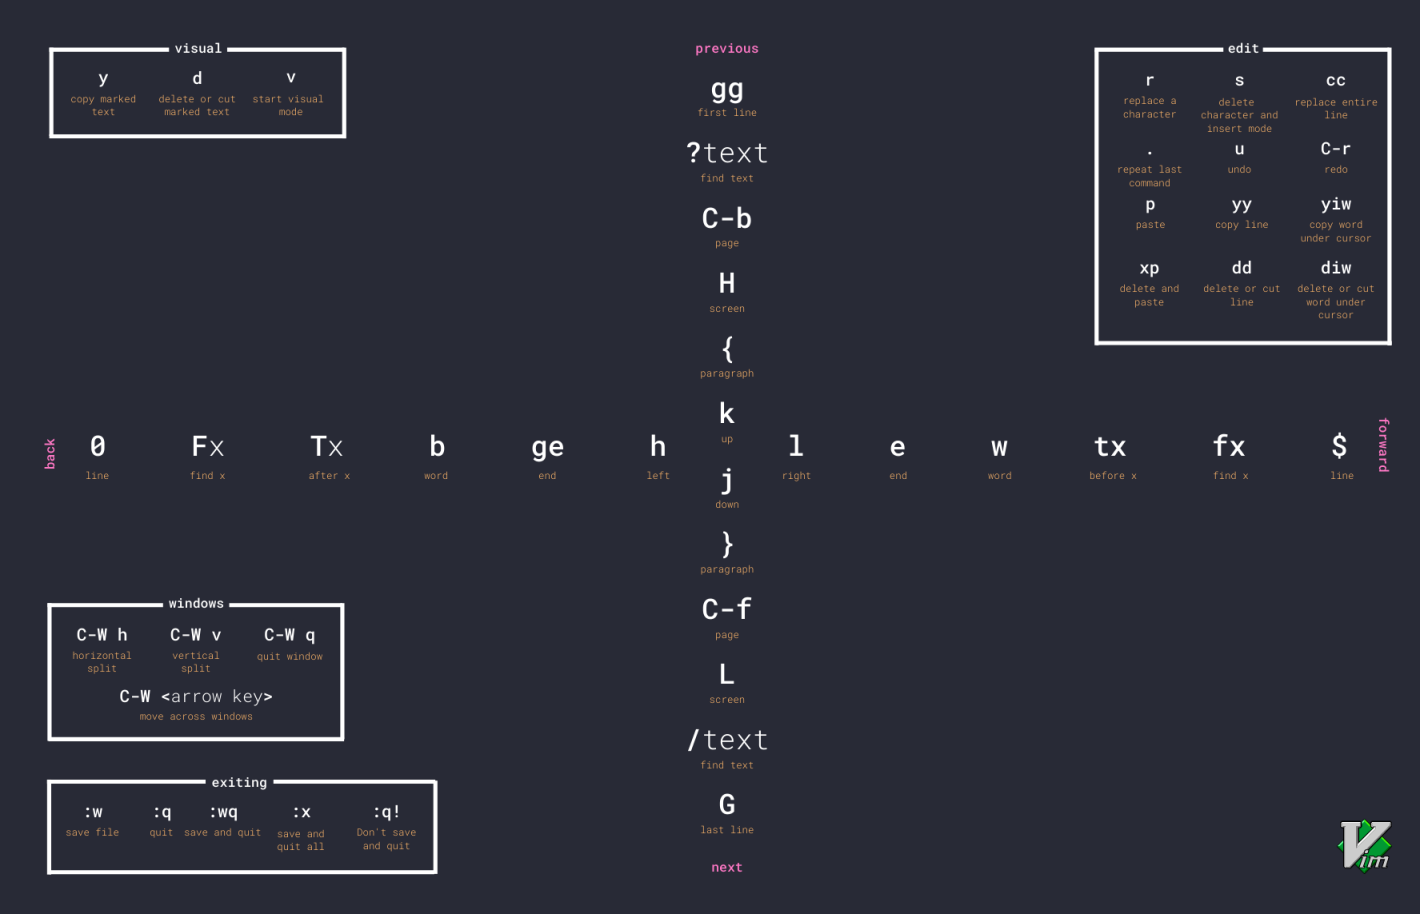 visual
y d v
copy marked delete or cut start visual
text marked text mode
previous
gg
first line
?text
find text
C-b
page
H
screen
{
paragraph
k
up
j
down
}
paragraph
C-f
page
L
screen
/text
find text
G
last line
next
edit
r s cc
replace a delete replace entire
character character and line
insert mode
. u C-r
repeat last undo redo
command
p yy yiw
paste copy line copy word
under cursor
xp dd diw
delete and delete or cut delete or cut
paste line word under
cursor
back
0 Fx Tx b ge h l e w tx fx $
line find x after x word end left right end word before x find x line
forward
windows
C-W h C-W v C-W q
horizontal vertical quit window
split split
C-W <arrow key>
move across windows
exiting
:w :q :wq :x :q!
save file quit save and quit save and Don't save
quit all and quit
Vim